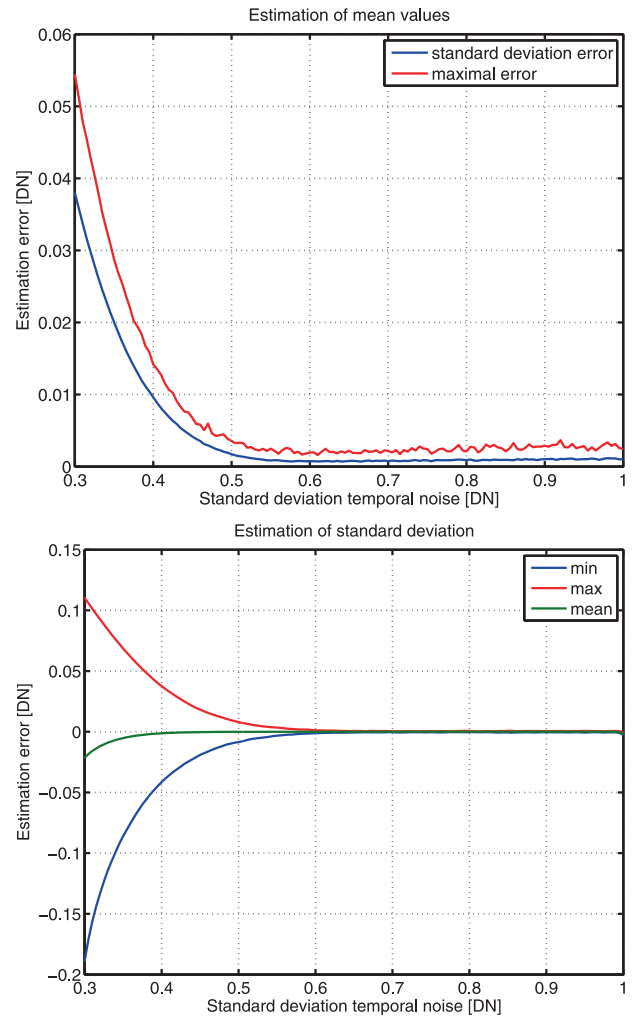 Estimation of mean values
0.06
standard deviation error
maximal error
0.05
0.04
0.03
0.02
0.01
0
Estimation error [DN]
0.3 0.4 0.5 0.6 0.7 0.8 0.9 1
Standard deviation temporal noise [DN]
Estimation of standard deviation
0.15
min
max
mean
0.1
0.05
0
−0.05
−0.1
−0.15
−0.2
Estimation error [DN]
0.3 0.4 0.5 0.6 0.7 0.8 0.9 1
Standard deviation temporal noise [DN]